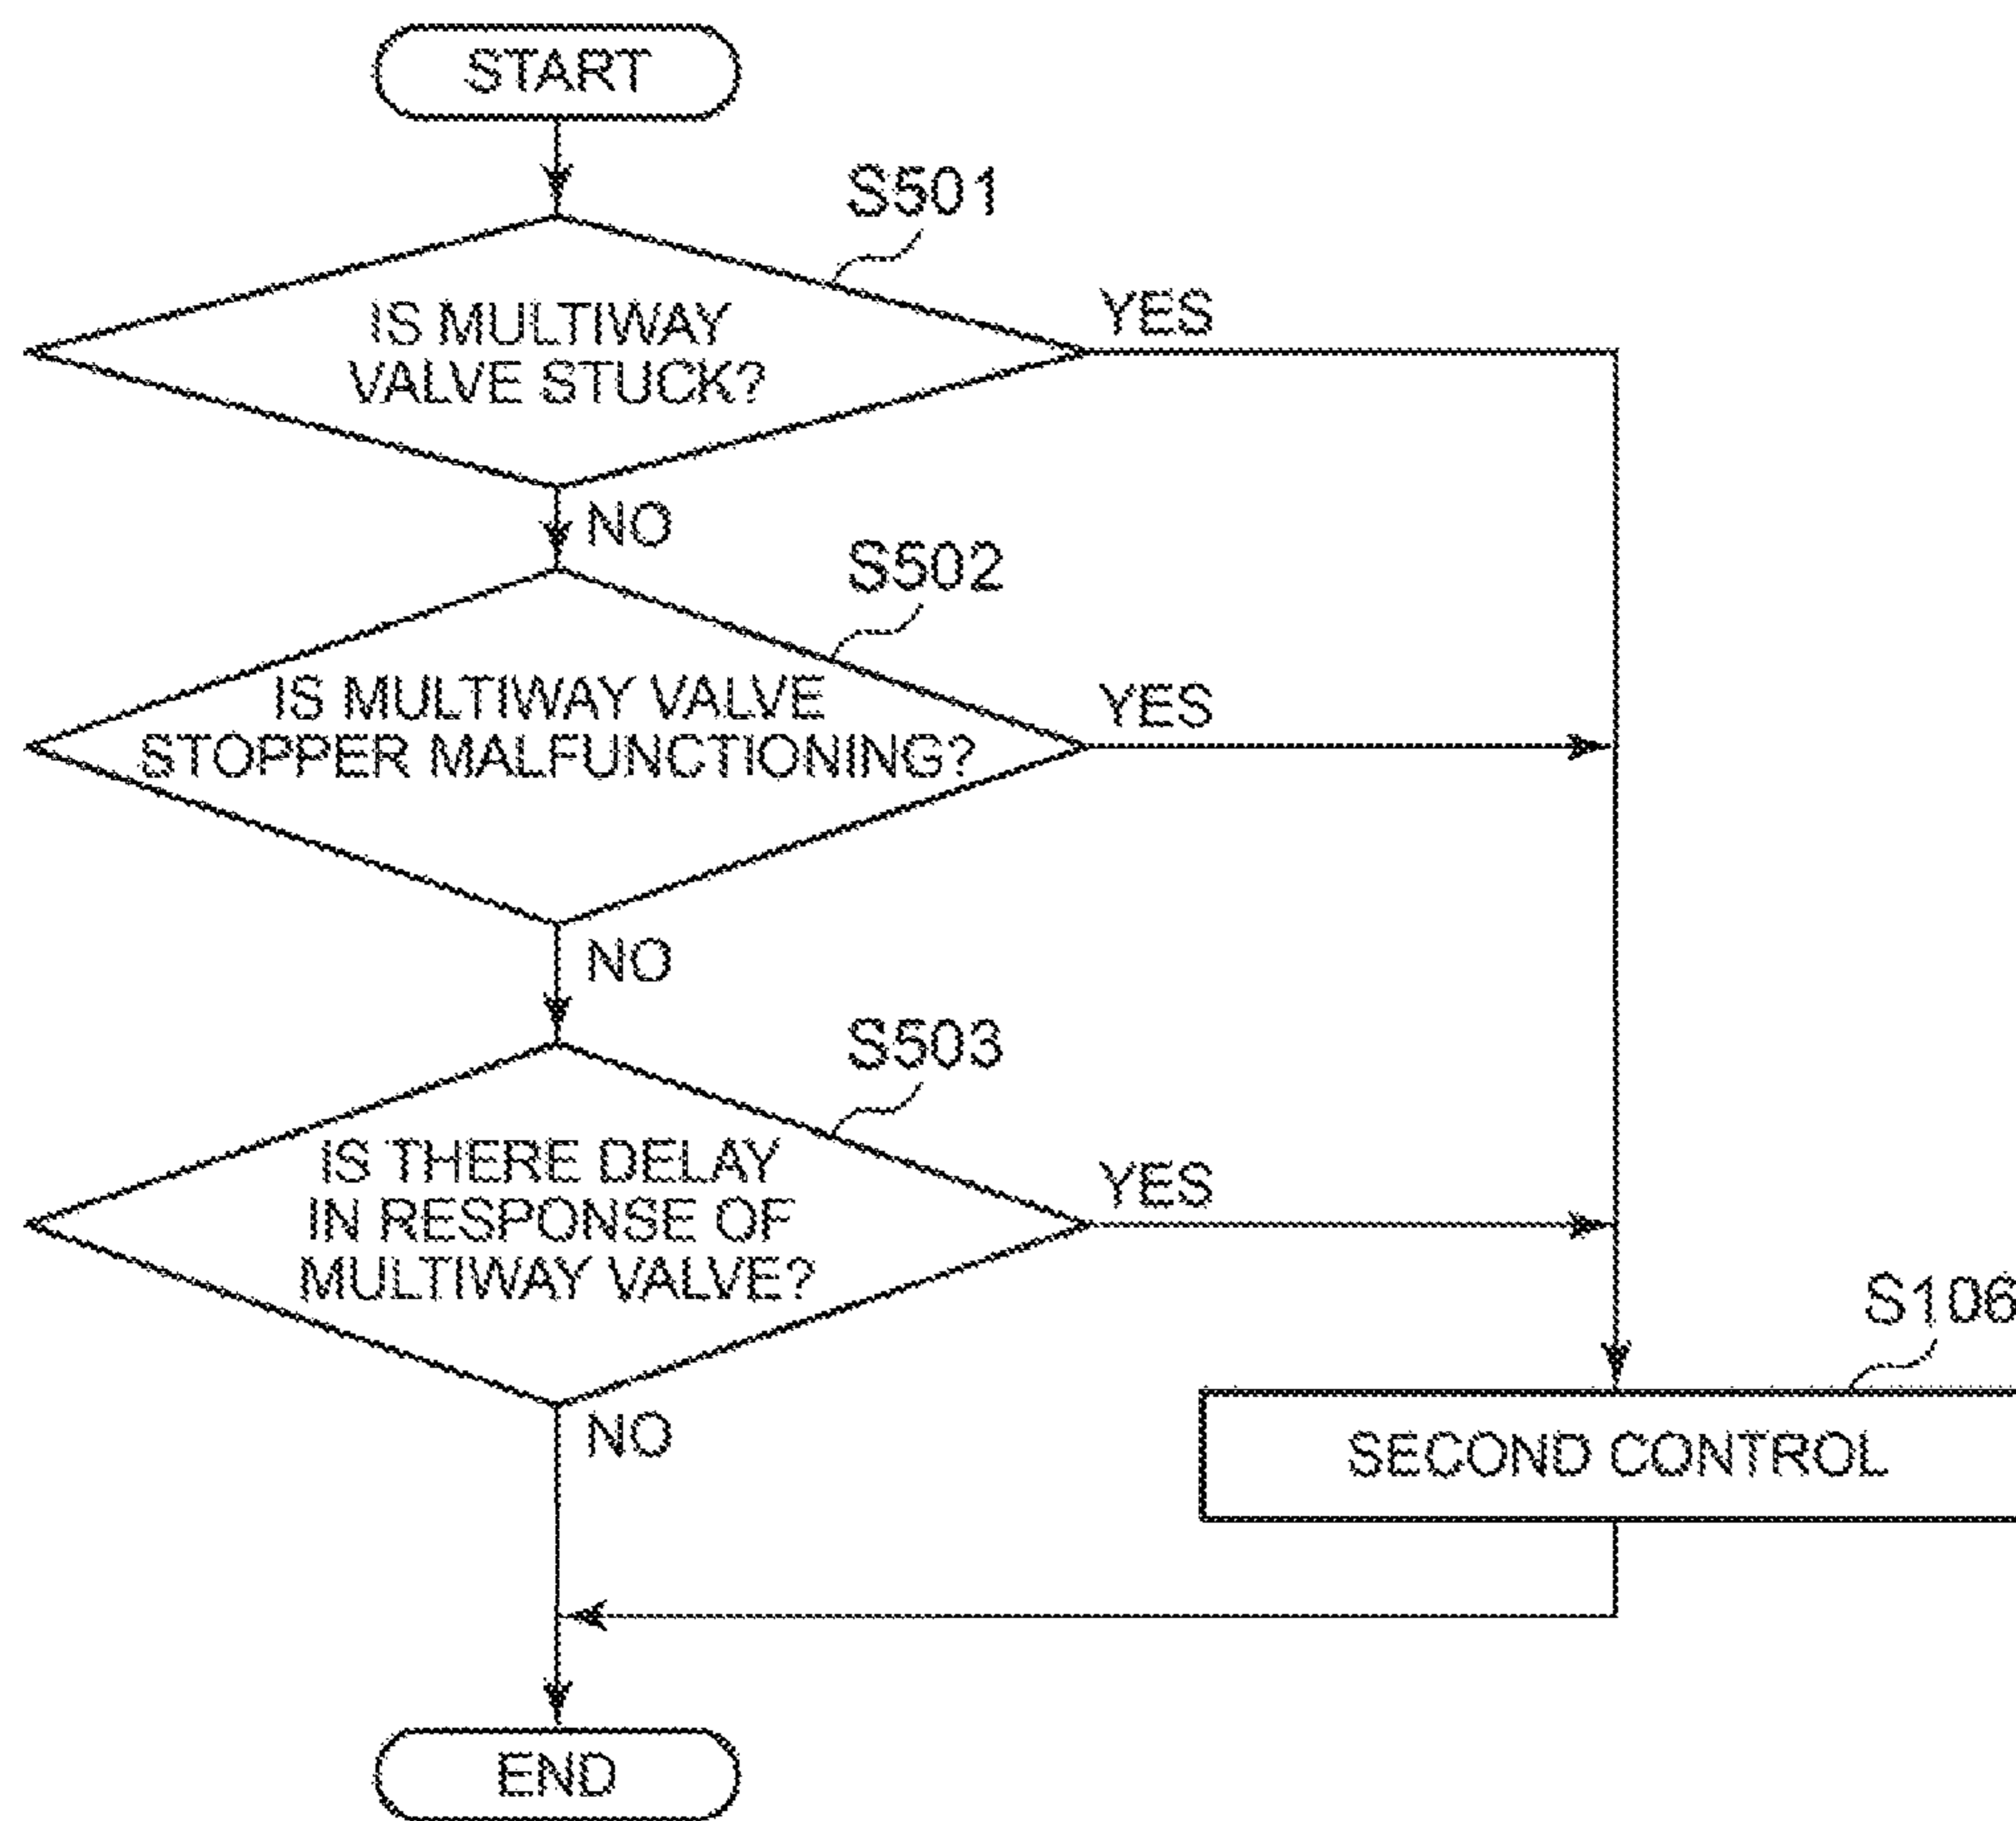 START
S501
IS MULTIWAY
VALVE STUCK?
YES
NO
S502
IS MULTIWAY VALVE
STOPPER MALFUNCTIONING?
YES
NO
S503
IS THERE DELAY
IN RESPONSE OF
MULTIWAY VALVE?
YES
NO
S106
SECOND CONTROL
END